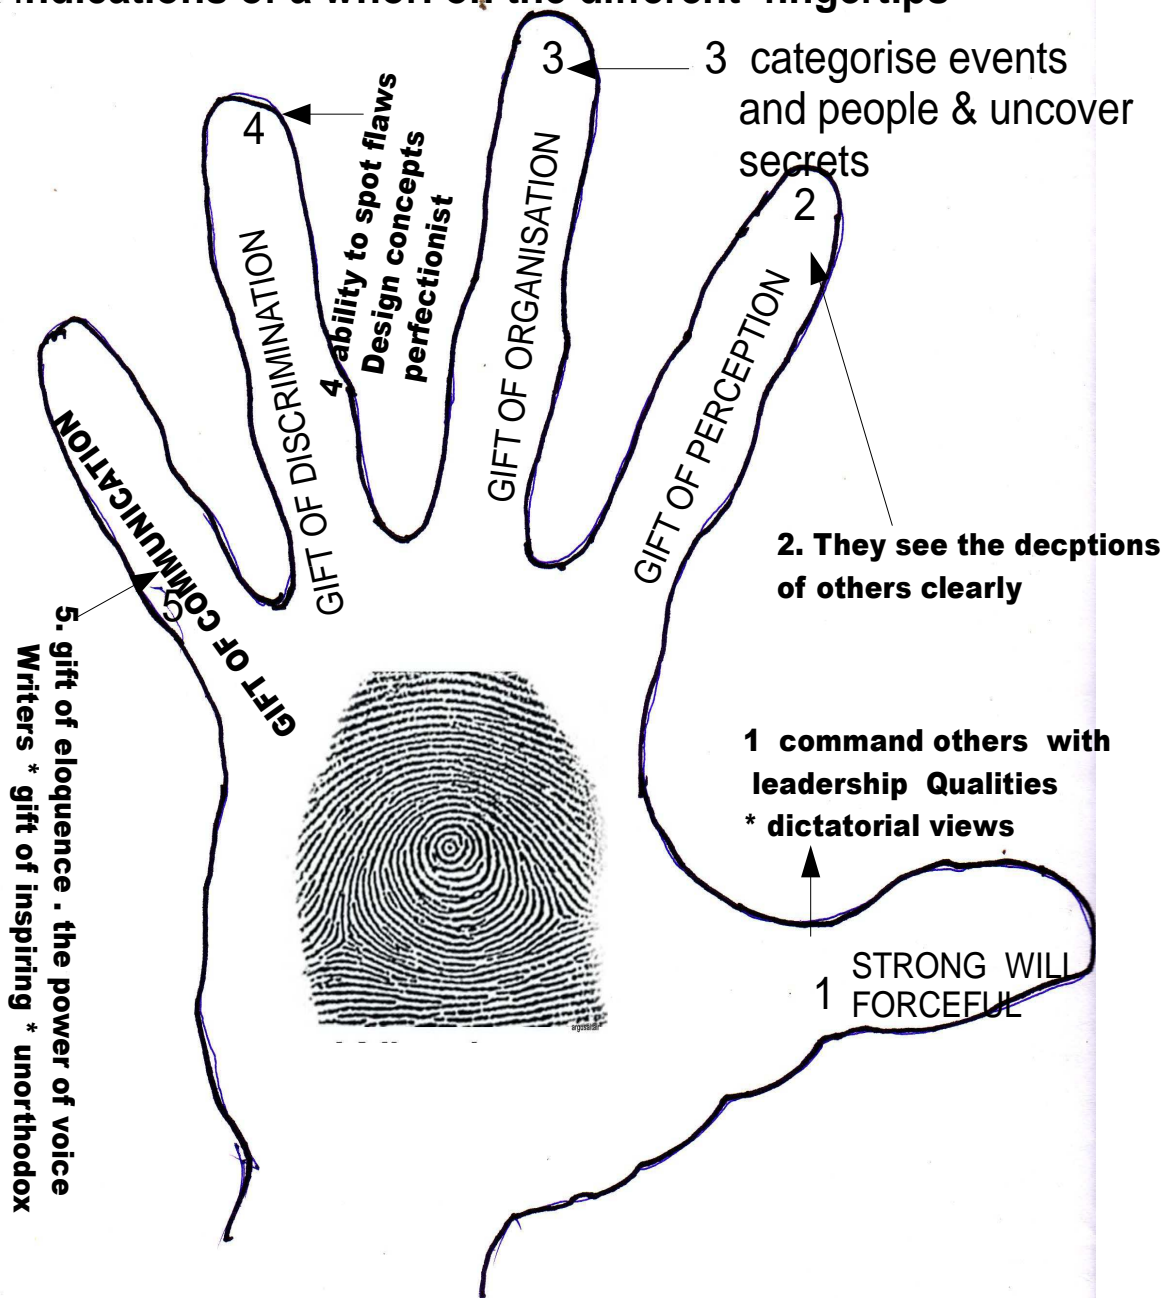 indications of a whorl on the different fingertips
3 categorise events
and people & uncover
secrets
3
4
2
4 ability to spot flaws
Design concepts
perfectionist
GIFT OF DISCRIMINATION
GIFT OF ORGANISATION
GIFT OF PERCEPTION
GIFT OF COMMUNICATION
5
2. They see the decptions
of others clearly
5. gift of eloquence . the power of voice
Writers * gift of inspiring * unorthodox
1 command others with
leadership Qualities
* dictatorial views
1 STRONG WILL
FORCEFUL